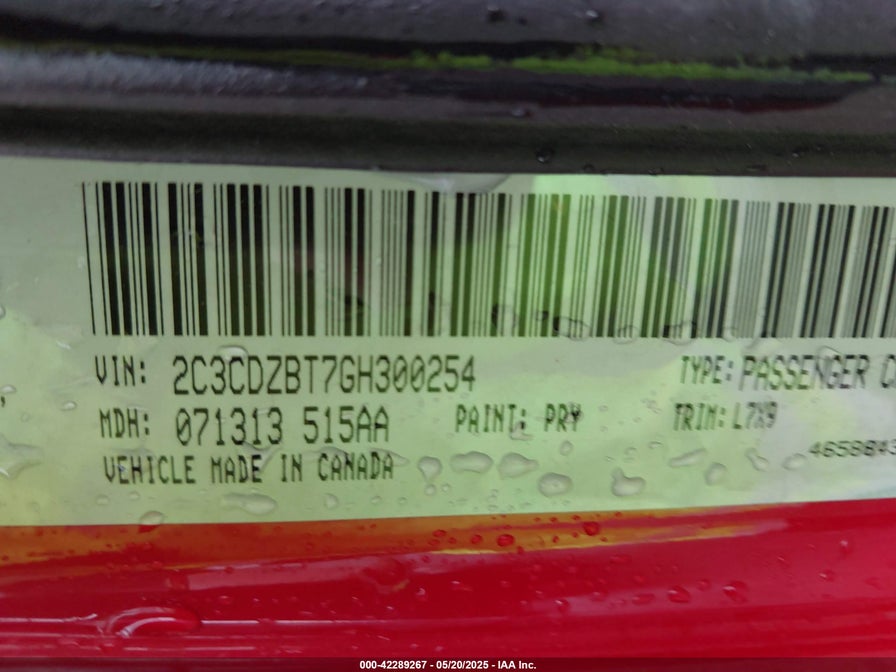 VIN: 2C3CDZBT7GH300254 TYPE: PASSENGER
MDH: 071313 515AA PAINT: PRY TRIM: L7X9
VEHICLE MADE IN CANADA
000-42289267 - 05/20/2025 - IAA Inc.